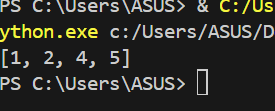 PS C:\Users\ASUS> & C:/Us
ython.exe c:/Users/ASUS/D
[1, 2, 4, 5]
PS C:\Users\ASUS>